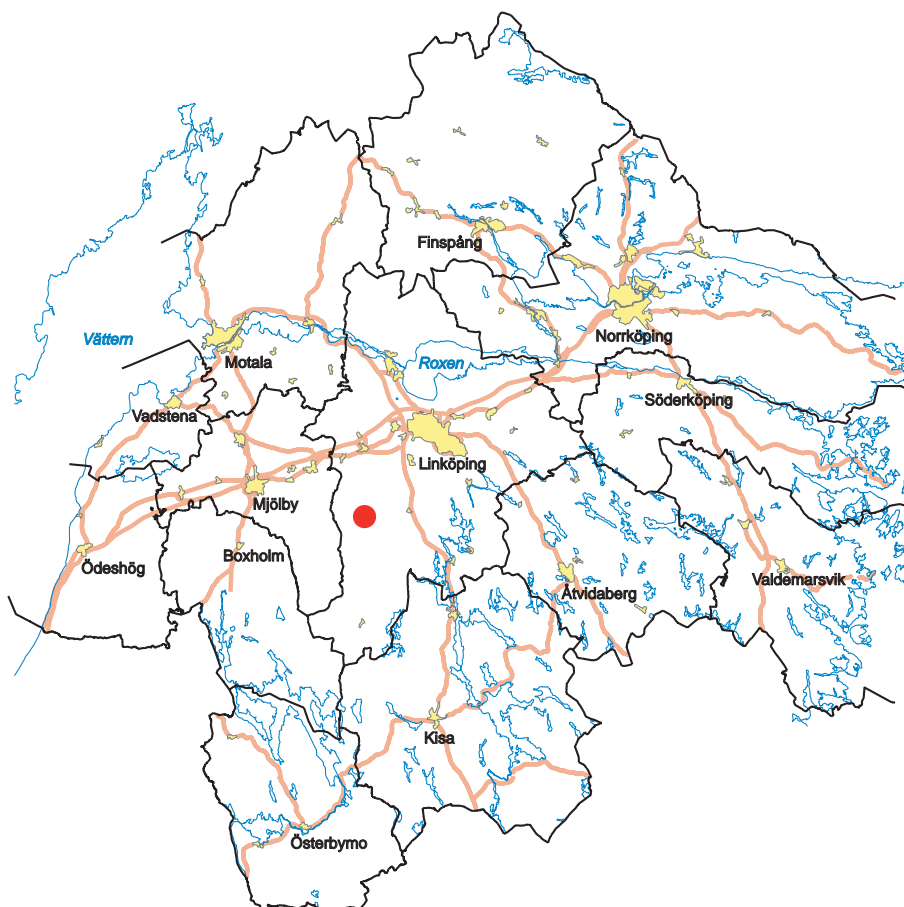 Finspång
Norrköping
Vättern
Roxen
Motala
Söderköping
Vadstena
Linköping
Mjölby
Boxholm
Ödeshög
Valdemarsvik
Åtvidaberg
Kisa
Österbymo